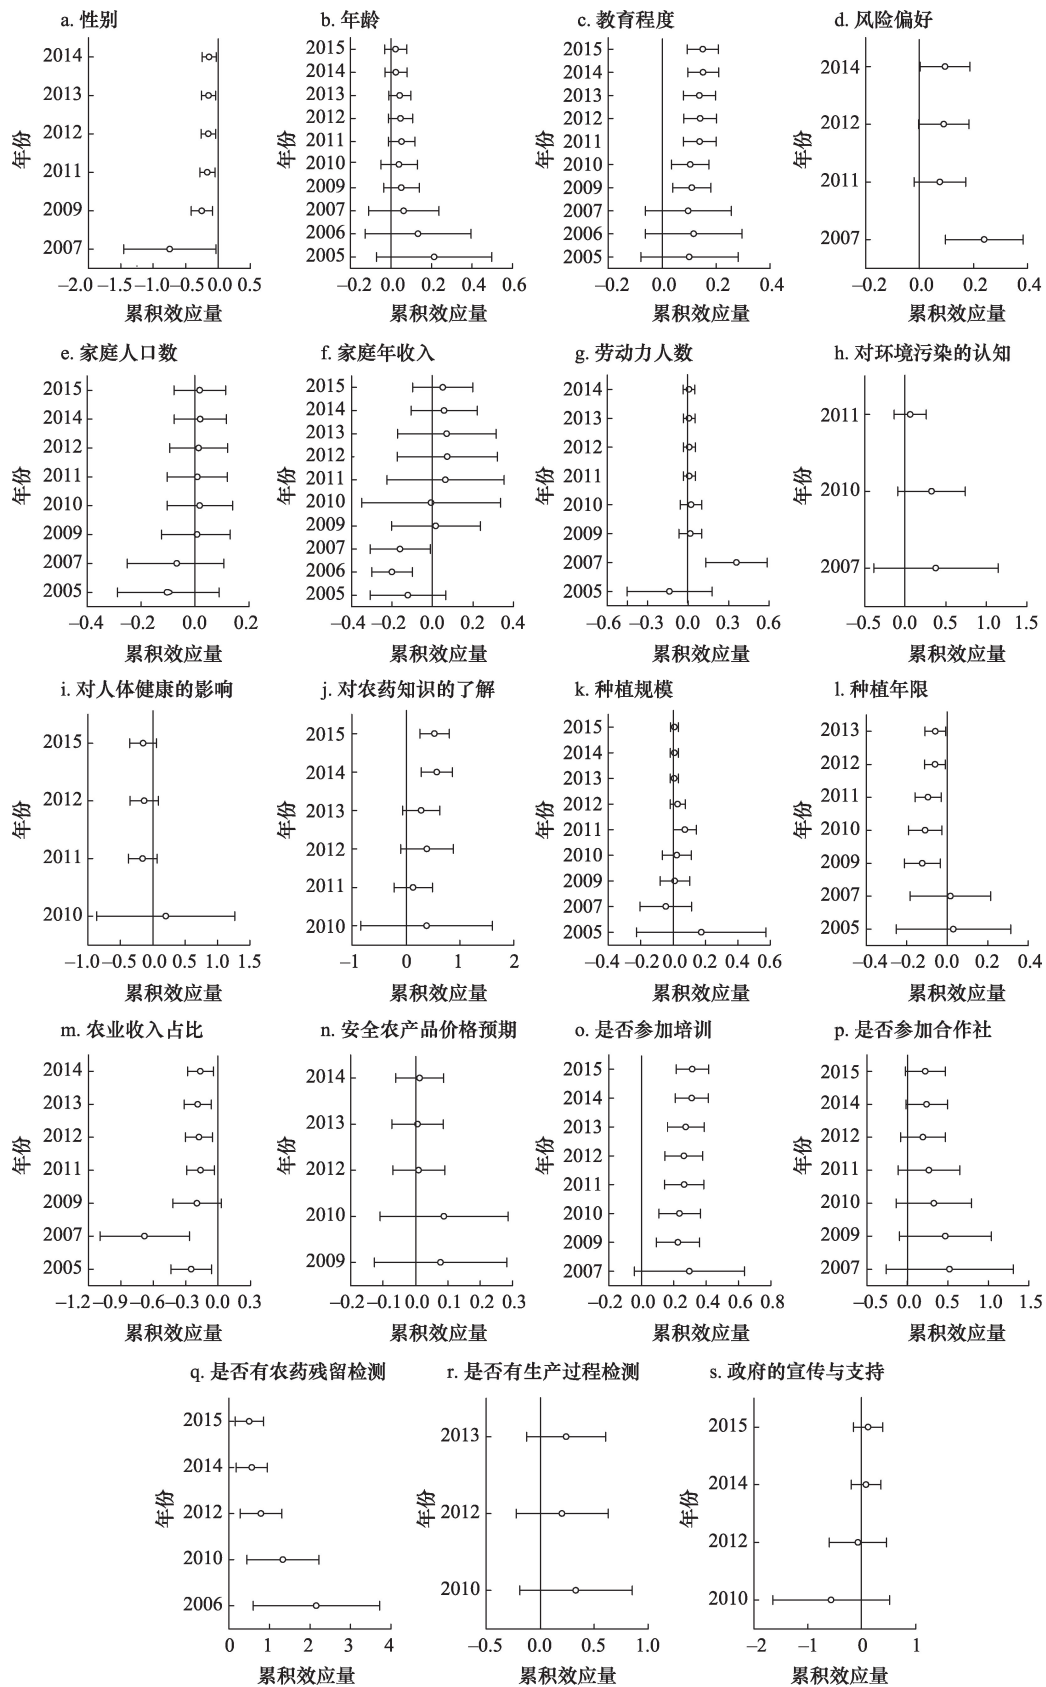 a. 性别
2014
2013
2012
2011
2009
2007
年份
−2.0 −1.5 −1.0 −0.5 0.0 0.5
累积效应量
b. 年龄
2015
2014
2013
2012
2011
2010
2009
2007
2006
2005
年份
−0.2 0.0 0.2 0.4 0.6
累积效应量
c. 教育程度
2015
2014
2013
2012
2011
2010
2009
2007
2006
2005
年份
−0.2 0.0 0.2 0.4
累积效应量
d. 风险偏好
2014
2012
2011
2007
年份
−0.2 0.0 0.2 0.4
累积效应量
e. 家庭人口数
2015
2014
2012
2011
2010
2009
2007
2005
年份
−0.4 −0.2 0.0 0.2
累积效应量
f. 家庭年收入
2015
2014
2013
2012
2011
2010
2009
2007
2006
2005
年份
−0.4 −0.2 0.0 0.2 0.4
累积效应量
g. 劳动力人数
2014
2013
2012
2011
2010
2009
2007
2005
年份
−0.6 −0.3 0.0 0.3 0.6
累积效应量
h. 对环境污染的认知
2011
2010
2007
年份
−0.5 0.0 0.5 1.0 1.5
累积效应量
i. 对人体健康的影响
2015
2012
2011
2010
年份
−1.0 −0.5 0.0 0.5 1.0 1.5
累积效应量
j. 对农药知识的了解
2015
2014
2013
2012
2011
2010
年份
−1 0 1 2
累积效应量
k. 种植规模
2015
2014
2013
2012
2011
2010
2009
2007
2005
年份
−0.4 −0.2 0.0 0.2 0.4 0.6
累积效应量
l. 种植年限
2013
2012
2011
2010
2009
2007
2005
年份
−0.4 −0.2 0.0 0.2 0.4
累积效应量
m. 农业收入占比
2014
2013
2012
2011
2009
2007
2005
年份
−1.2 −0.9 −0.6 −0.3 0.0 0.3
累积效应量
n. 安全农产品价格预期
2014
2013
2012
2010
2009
年份
−0.2 −0.1 0.0 0.1 0.2 0.3
累积效应量
o. 是否参加培训
2015
2014
2013
2012
2011
2010
2009
2007
年份
−0.2 0.0 0.2 0.4 0.6 0.8
累积效应量
p. 是否参加合作社
2015
2014
2012
2011
2010
2009
2007
年份
−0.5 0.0 0.5 1.0 1.5
累积效应量
q. 是否有农药残留检测
2015
2014
2012
2010
2006
年份
0 1 2 3 4
累积效应量
r. 是否有生产过程检测
2013
2012
2010
年份
−0.5 0.0 0.5 1.0
累积效应量
s. 政府的宣传与支持
2015
2014
2012
2010
年份
−2 −1 0 1
累积效应量